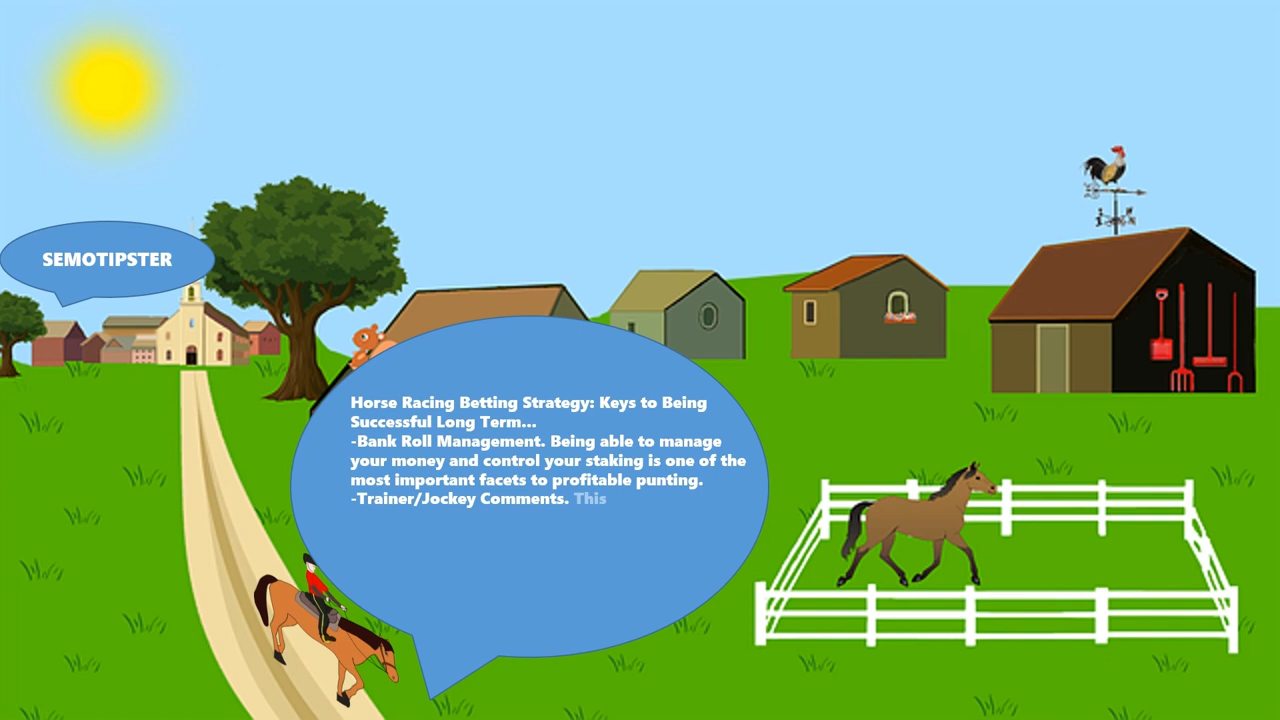 SEMOTIPSTER
Horse Racing Betting Strategy: Keys to Being
Successful Long Term...
-Bank Roll Management. Being able to manage
your money and control your staking is one of the
most important facets to profitable punting.
-Trainer/Jockey Comments. This